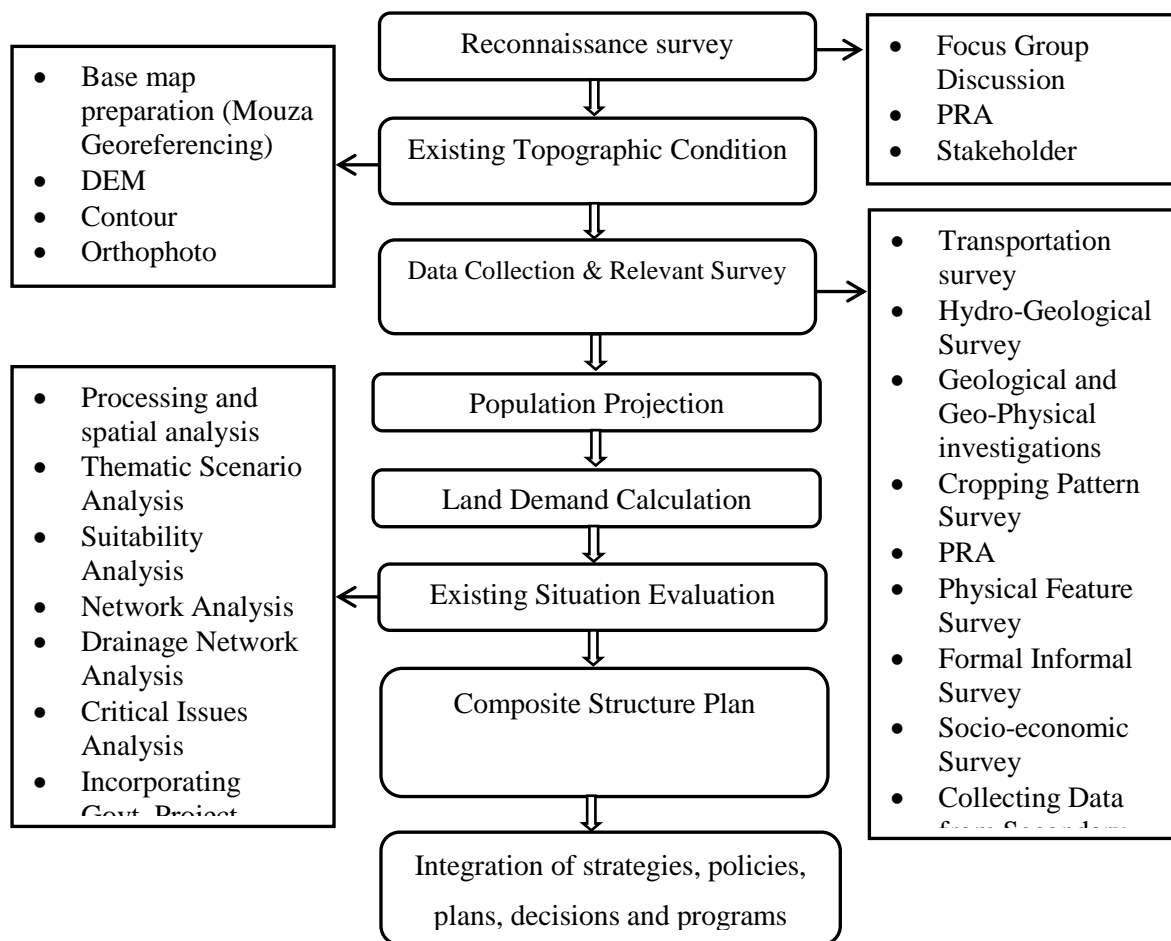 Reconnaissance survey
• Focus Group
Discussion
• PRA
• Stakeholder
• Base map
preparation (Mouza
Georeferencing)
• DEM
• Contour
• Orthophoto
Existing Topographic Condition
Data Collection & Relevant Survey
• Transportation
survey
• Hydro-Geological
Survey
• Geological and
Geo-Physical
investigations
• Cropping Pattern
Survey
• PRA
• Physical Feature
Survey
• Formal Informal
Survey
• Socio-economic
Survey
• Collecting Data
from Secondary
Population Projection
Land Demand Calculation
Existing Situation Evaluation
• Processing and
spatial analysis
• Thematic Scenario
Analysis
• Suitability
Analysis
• Network Analysis
• Drainage Network
Analysis
• Critical Issues
Analysis
• Incorporating
Govt. Project
Composite Structure Plan
Integration of strategies, policies,
plans, decisions and programs